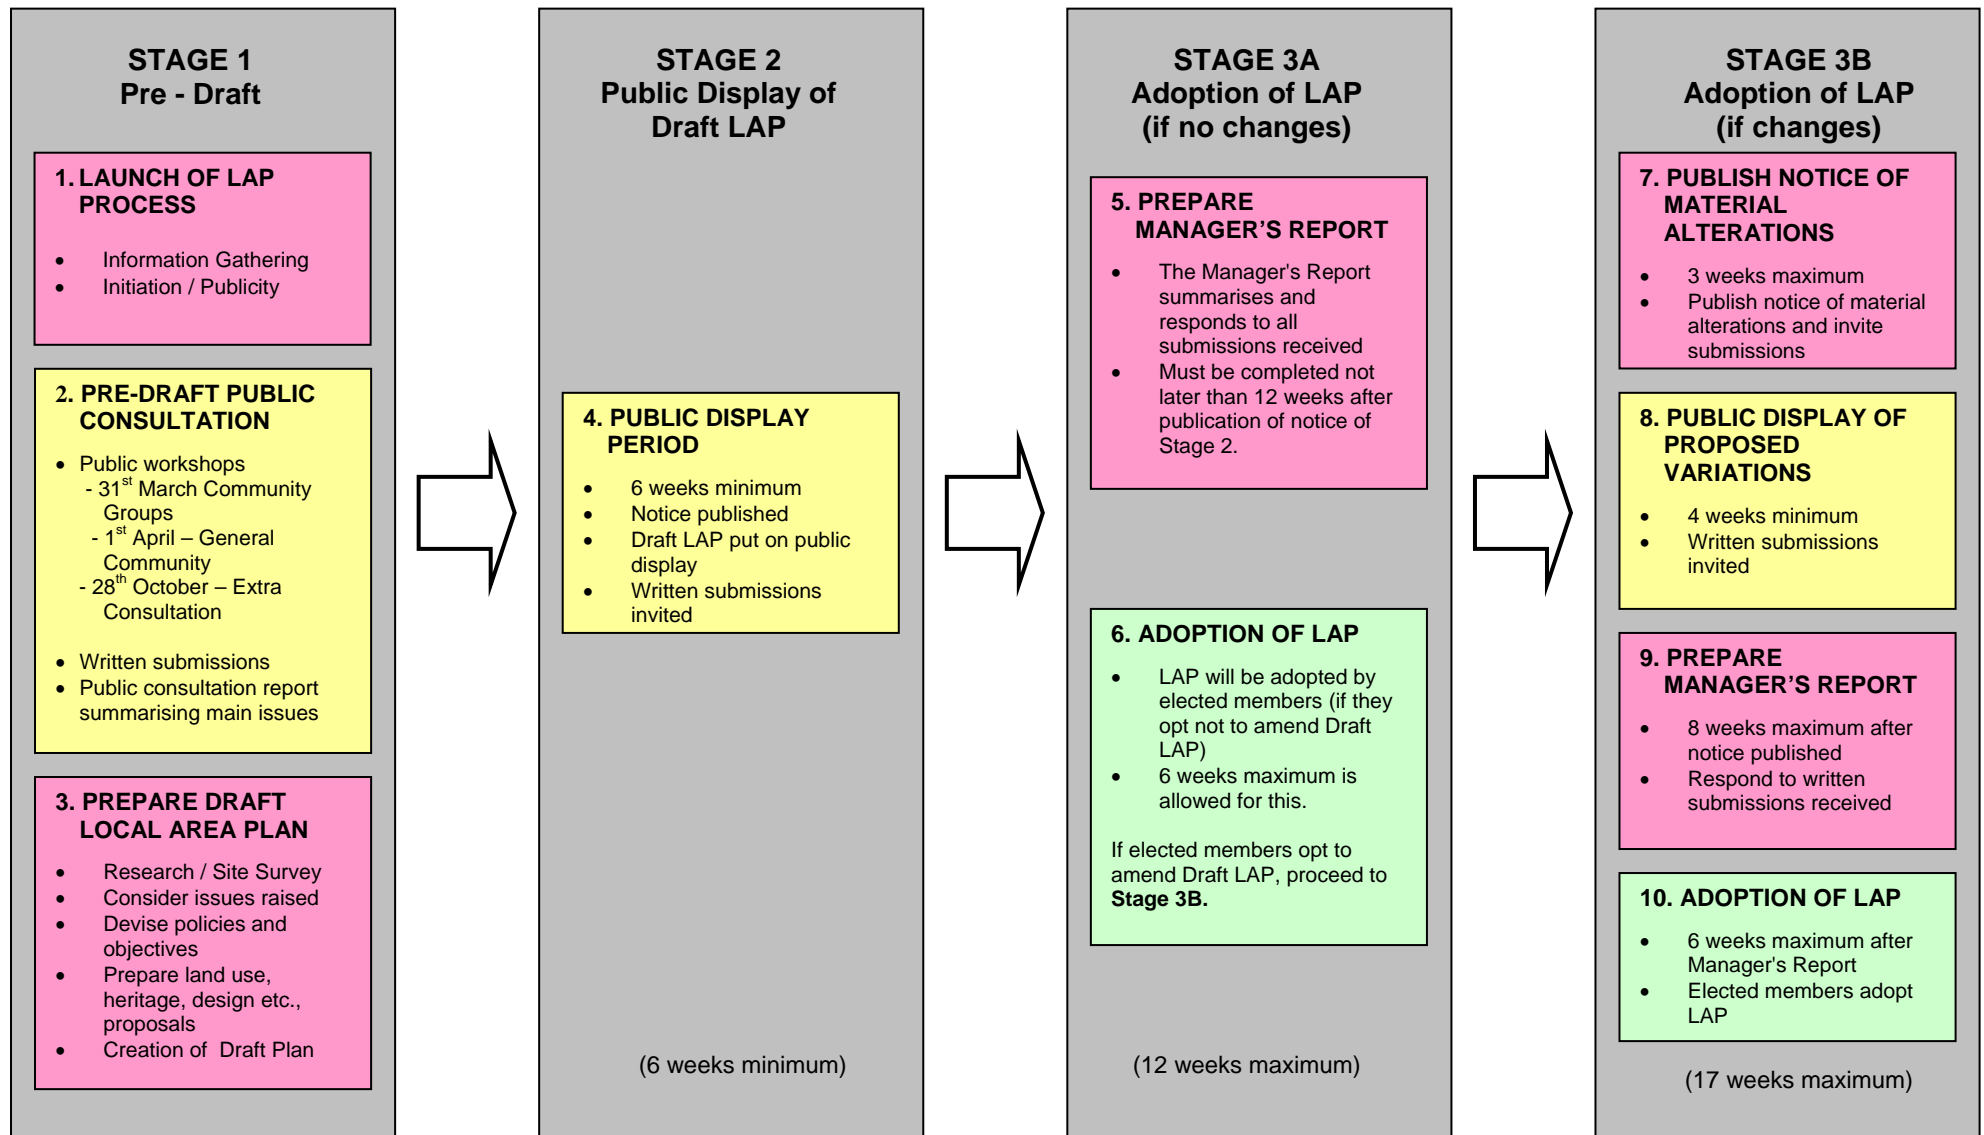 STAGE 1
Pre - Draft
1. LAUNCH OF LAP
PROCESS
• Information Gathering
• Initiation / Publicity
2. PRE-DRAFT PUBLIC
CONSULTATION
• Public workshops
- 31st March Community
Groups
- 1st April – General
Community
- 28th October – Extra
Consultation
• Written submissions
• Public consultation report
summarising main issues
3. PREPARE DRAFT
LOCAL AREA PLAN
• Research / Site Survey
• Consider issues raised
• Devise policies and
objectives
• Prepare land use,
heritage, design etc.,
proposals
• Creation of Draft Plan
STAGE 2
Public Display of
Draft LAP
4. PUBLIC DISPLAY
PERIOD
• 6 weeks minimum
• Notice published
• Draft LAP put on public
display
• Written submissions
invited
(6 weeks minimum)
STAGE 3A
Adoption of LAP
(if no changes)
5. PREPARE
MANAGER’S REPORT
• The Manager's Report
summarises and
responds to all
submissions received
• Must be completed not
later than 12 weeks after
publication of notice of
Stage 2.
6. ADOPTION OF LAP
• LAP will be adopted by
elected members (if they
opt not to amend Draft
LAP)
• 6 weeks maximum is
allowed for this.
If elected members opt to
amend Draft LAP, proceed to
Stage 3B.
(12 weeks maximum)
STAGE 3B
Adoption of LAP
(if changes)
7. PUBLISH NOTICE OF
MATERIAL
ALTERATIONS
• 3 weeks maximum
• Publish notice of material
alterations and invite
submissions
8. PUBLIC DISPLAY OF
PROPOSED
VARIATIONS
• 4 weeks minimum
• Written submissions
invited
9. PREPARE
MANAGER’S REPORT
• 8 weeks maximum after
notice published
• Respond to written
submissions received
10. ADOPTION OF LAP
• 6 weeks maximum after
Manager's Report
• Elected members adopt
LAP
(17 weeks maximum)